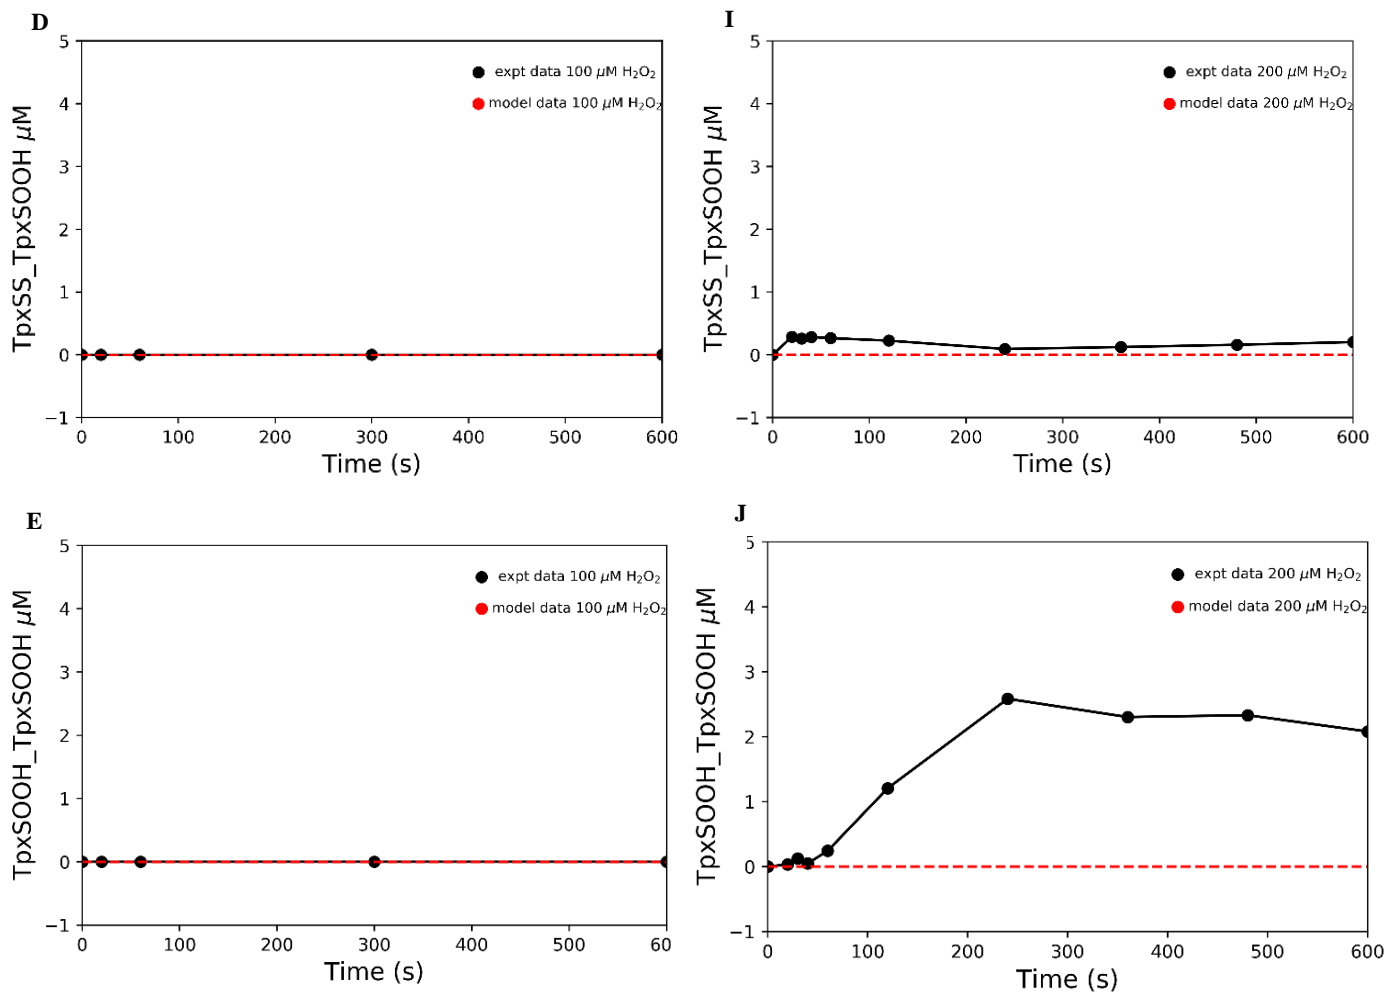 D
5
4
3
2
1
0
−1
0 100 200 300 400 500 600
Time (s)
TpxSS_TpxSOOH μM
expt data 100 μM H₂O₂
model data 100 μM H₂O₂
I
5
4
3
2
1
0
−1
0 100 200 300 400 500 600
Time (s)
TpxSS_TpxSOOH μM
expt data 200 μM H₂O₂
model data 200 μM H₂O₂
E
5
4
3
2
1
0
−1
0 100 200 300 400 500 60
Time (s)
TpxSOOH_TpxSOOH μM
expt data 100 μM H₂O₂
model data 100 μM H₂O₂
J
5
4
3
2
1
0
−1
0 100 200 300 400 500 600
Time (s)
TpxSOOH_TpxSOOH μM
expt data 200 μM H₂O₂
model data 200 μM H₂O₂